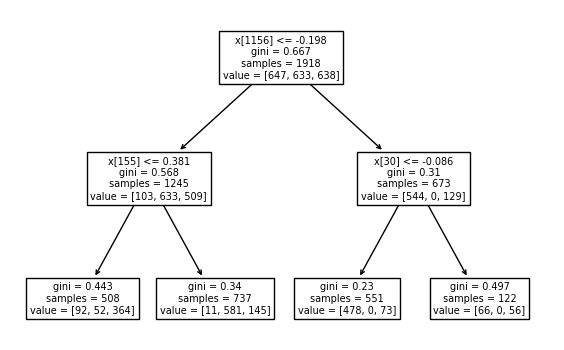 x[1156] <= -0.198
gini = 0.667
samples = 1918
value = [647, 633, 638]
x[155] <= 0.381
gini = 0.568
samples = 1245
value = [103, 633, 509]
x[30] <= -0.086
gini = 0.31
samples = 673
value = [544, 0, 129]
gini = 0.443
samples = 508
value = [92, 52, 364]
gini = 0.34
samples = 737
value = [11, 581, 145]
gini = 0.23
samples = 551
value = [478, 0, 73]
gini = 0.497
samples = 122
value = [66, 0, 56]